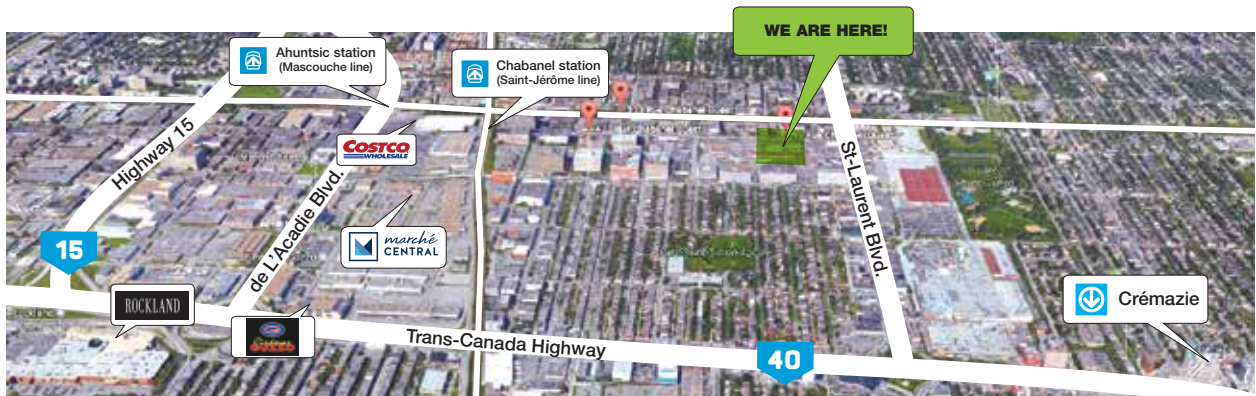 WE ARE HERE!
Ahuntsic station
(Mascouche line)
Chabanel station
(Saint-Jérôme line)
Highway 15
COSTCO
WHOLESALE
de L'Acadie Blvd.
St-Laurent Blvd.
marché
CENTRAL
15
ROCKLAND
GUZZO
Trans-Canada Highway
40
Crémazie